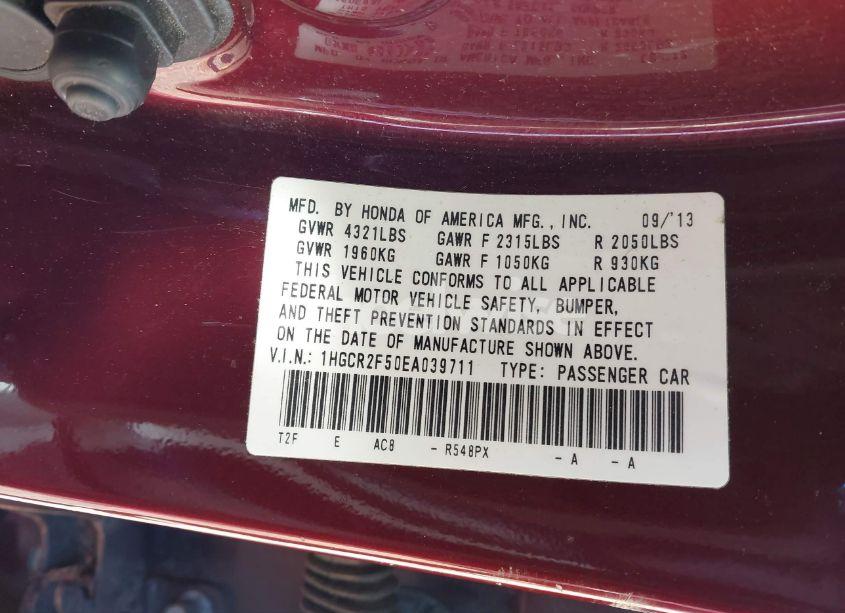 MFD. BY HONDA OF AMERICA MFG., INC. 09/'13
GVWR 4321LBS GAWR F 2315LBS R 2050LBS
GVWR 1960KG GAWR F 1050KG R 930KG
THIS VEHICLE CONFORMS TO ALL APPLICABLE
FEDERAL MOTOR VEHICLE SAFETY, BUMPER,
AND THEFT PREVENTION STANDARDS IN EFFECT
ON THE DATE OF MANUFACTURE SHOWN ABOVE.
V.I.N.: 1HGCR2F50EA039711 TYPE: PASSENGER CAR
T2F E AC8 - R548PX - A - A